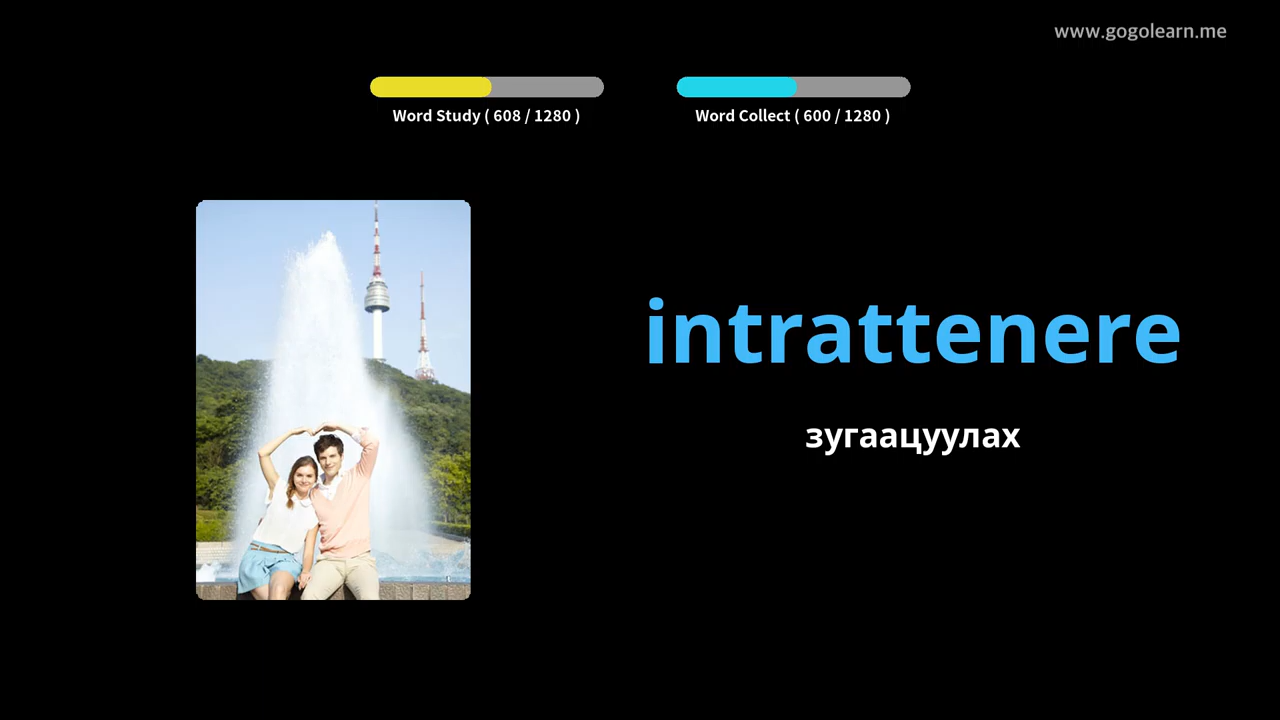 www.gogolearn.me
Word Study ( 608 / 1280 )
Word Collect ( 600 / 1280 )
intrattenere
зугаацуулах